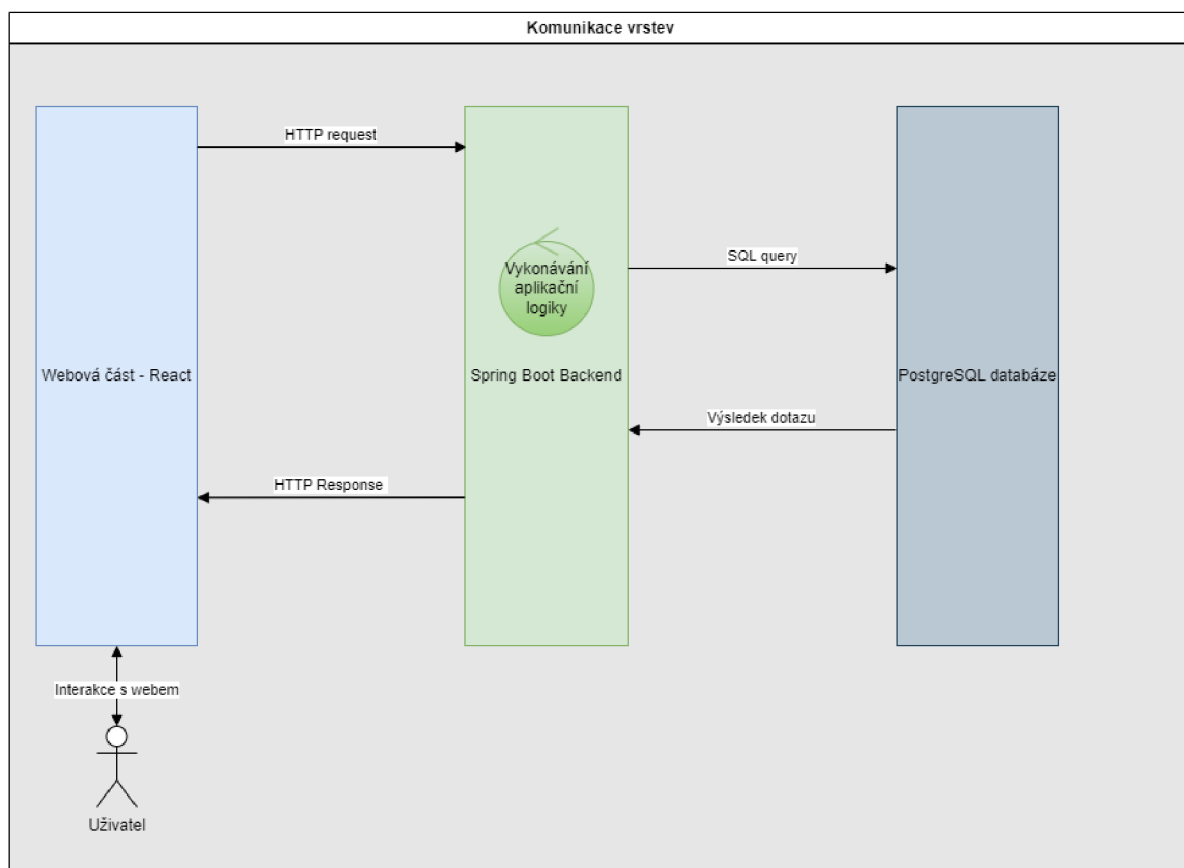 Komunikace vrstev
HTTP request
SQL query
Vykonávání
aplikační
logiky
Webová část - React
Spring Boot Backend
PostgreSQL databáze
Výsledek dotazu
HTTP Response
Interakce s webem
Uživatel